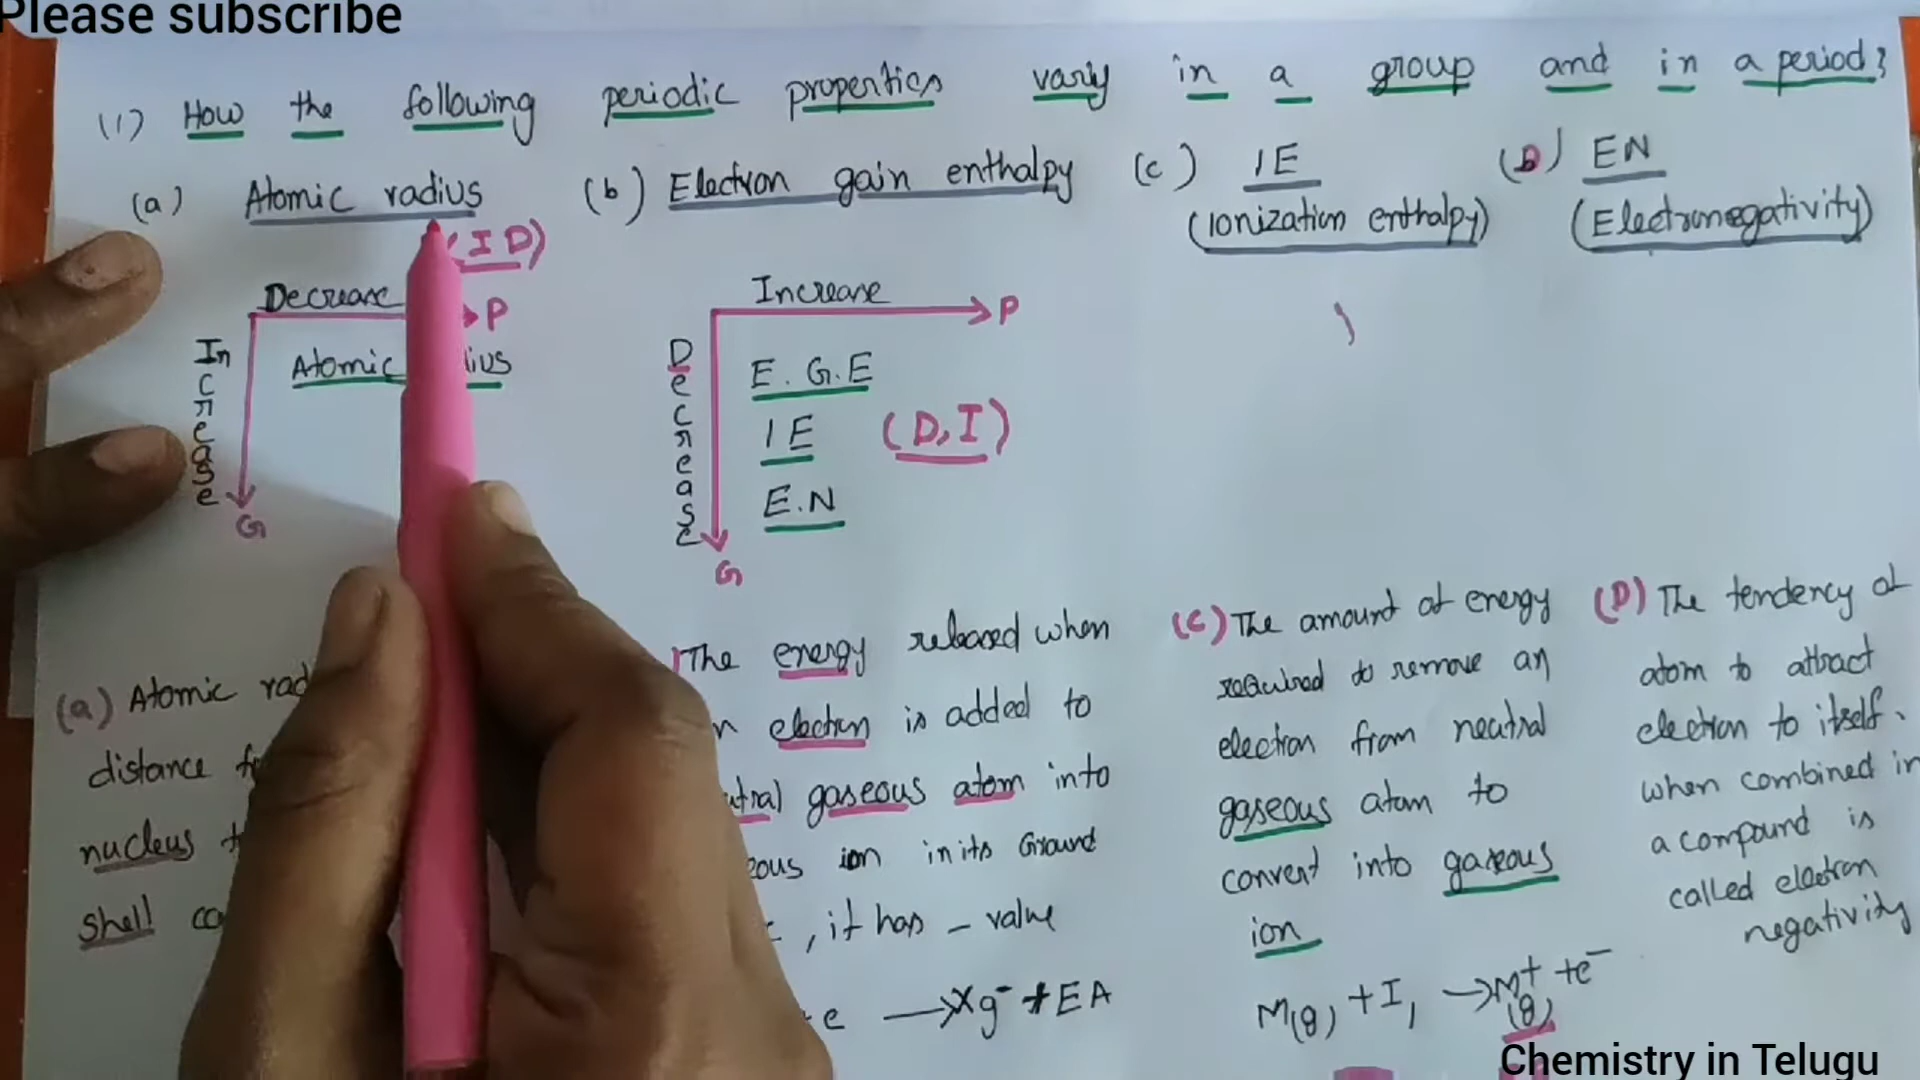 Please subscribe
(1) How the following periodic properties vary in a group and in a period?
(a) Atomic radius (b) Electron gain enthalpy (c) IE (D) EN
(Ionization enthalpy) (Electronegativity)
(I D)
Decrease P
Increase
Atomic
G
Increase P
Decrease
E.G.E
IE (D,I)
E.N
G
(a) Atomic
distance
nucleus
shell
The energy released when
electron is added to
gaseous atom into
ion in its Ground
, it has - value
e → Xg⁻ + EA
(C) The amount of energy
required to remove an
electron from neutral
gaseous atom to
convert into gaseous
ion
M(g) + I₁ → M⁺(g) + e⁻
(D) The tendency of
atom to attract
electron to itself.
when combined in
a compound is
called electron
negativity
Chemistry in Telugu